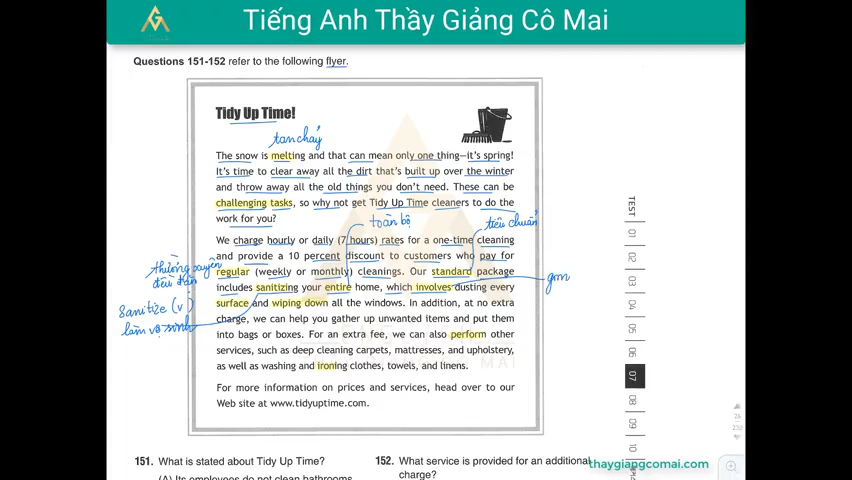 GM
Tiếng Anh Thầy Giảng Cô Mai
Questions 151-152 refer to the following flyer.
Tidy Up Time!
tan chảy
The snow is melting and that can mean only one thing—it's spring!
It's time to clear away all the dirt that's built up over the winter
and throw away all the old things you don't need. These can be
challenging tasks, so why not get Tidy Up Time cleaners to do the
work for you?
toàn bộ
tiêu chuẩn
We charge hourly or daily (7 hours) rates for a one-time cleaning
and provide a 10 percent discount to customers who pay for
thường xuyên
đều đặn
regular (weekly or monthly) cleanings. Our standard package
includes sanitizing your entire home, which involves dusting every
gồm
sanitize (v)
làm vệ sinh
surface and wiping down all the windows. In addition, at no extra
charge, we can help you gather up unwanted items and put them
into bags or boxes. For an extra fee, we can also perform other
services, such as deep cleaning carpets, mattresses, and upholstery,
as well as washing and ironing clothes, towels, and linens.
For more information on prices and services, head over to our
Web site at www.tidyuptime.com.
TEST
01
02
03
04
05
06
07
08
09
10
151. What is stated about Tidy Up Time?
(A) Its employees do not clean bathrooms
152. What service is provided for an additional
charge?
thaygiangcomai.com